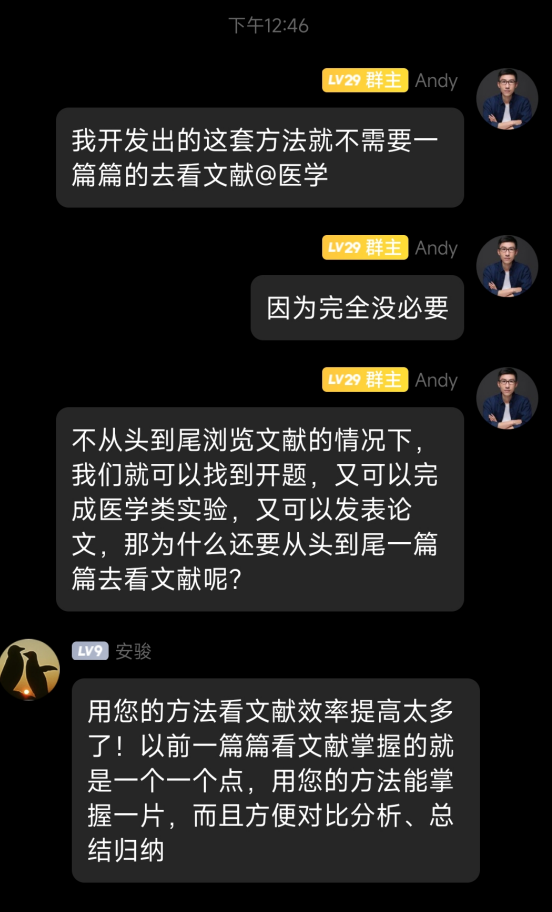 下午12:46
LV29 群主 Andy
我开发出的这套方法就不需要一
篇篇的去看文献@医学
LV29 群主 Andy
因为完全没必要
LV29 群主 Andy
不从头到尾浏览文献的情况下，
我们就可以找到开题，又可以完
成医学类实验，又可以发表论
文，那为什么还要从头到尾一篇
篇去看文献呢？
LV9 安骏
用您的方法看文献效率提高太多
了！以前一篇篇看文献掌握的就
是一个一个点，用您的方法能掌
握一片，而且方便对比分析、总
结归纳